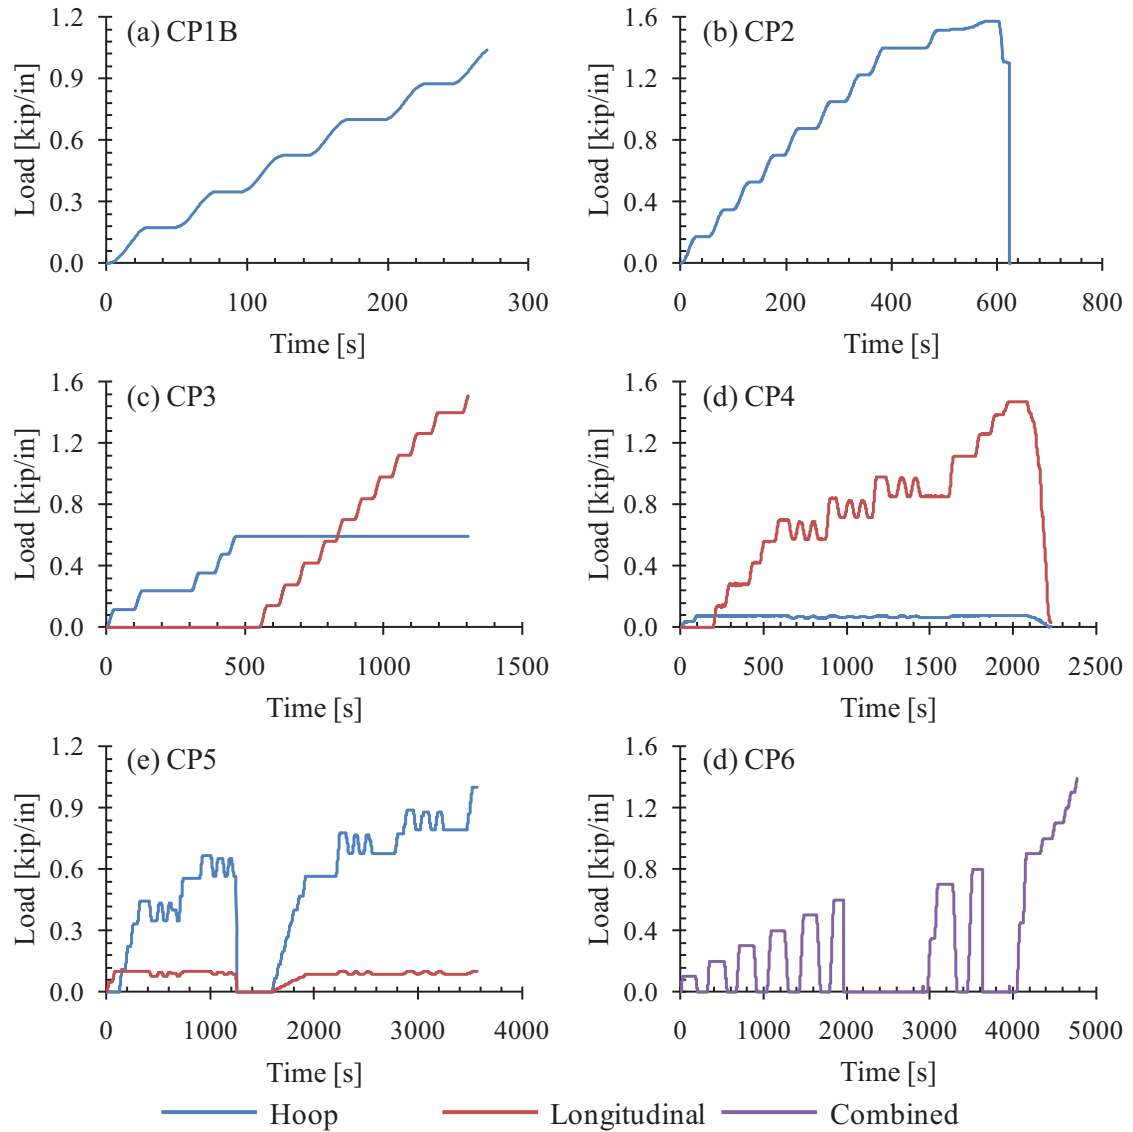 (a) CP1B
Load [kip/in]
1.2
0.9
0.6
0.3
0.0
0 100 200 300
Time [s]
(b) CP2
Load [kip/in]
1.6
1.2
0.8
0.4
0.0
0 200 400 600 800
Time [s]
(c) CP3
Load [kip/in]
1.6
1.2
0.8
0.4
0.0
0 500 1000 1500
Time [s]
(d) CP4
Load [kip/in]
1.6
1.2
0.8
0.4
0.0
0 500 1000 1500 2000 2500
Time [s]
(e) CP5
Load [kip/in]
1.2
0.9
0.6
0.3
0.0
0 1000 2000 3000 4000
Time [s]
(d) CP6
Load [kip/in]
1.6
1.2
0.8
0.4
0.0
0 1000 2000 3000 4000 5000
Time [s]
Hoop Longitudinal Combined